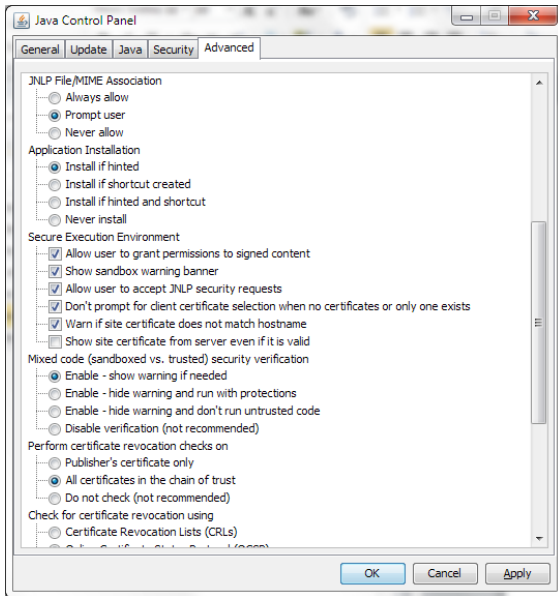 Java Control Panel
General Update Java Security Advanced
JNLP File/MIME Association
Always allow
Prompt user
Never allow
Application Installation
Install if hinted
Install if shortcut created
Install if hinted and shortcut
Never install
Secure Execution Environment
Allow user to grant permissions to signed content
Show sandbox warning banner
Allow user to accept JNLP security requests
Don't prompt for client certificate selection when no certificates or only one exists
Warn if site certificate does not match hostname
Show site certificate from server even if it is valid
Mixed code (sandboxed vs. trusted) security verification
Enable - show warning if needed
Enable - hide warning and run with protections
Enable - hide warning and don't run untrusted code
Disable verification (not recommended)
Perform certificate revocation checks on
Publisher's certificate only
All certificates in the chain of trust
Do not check (not recommended)
Check for certificate revocation using
Certificate Revocation Lists (CRLs)
Online Certificate Status Protocol (OCSP)
OK Cancel Apply